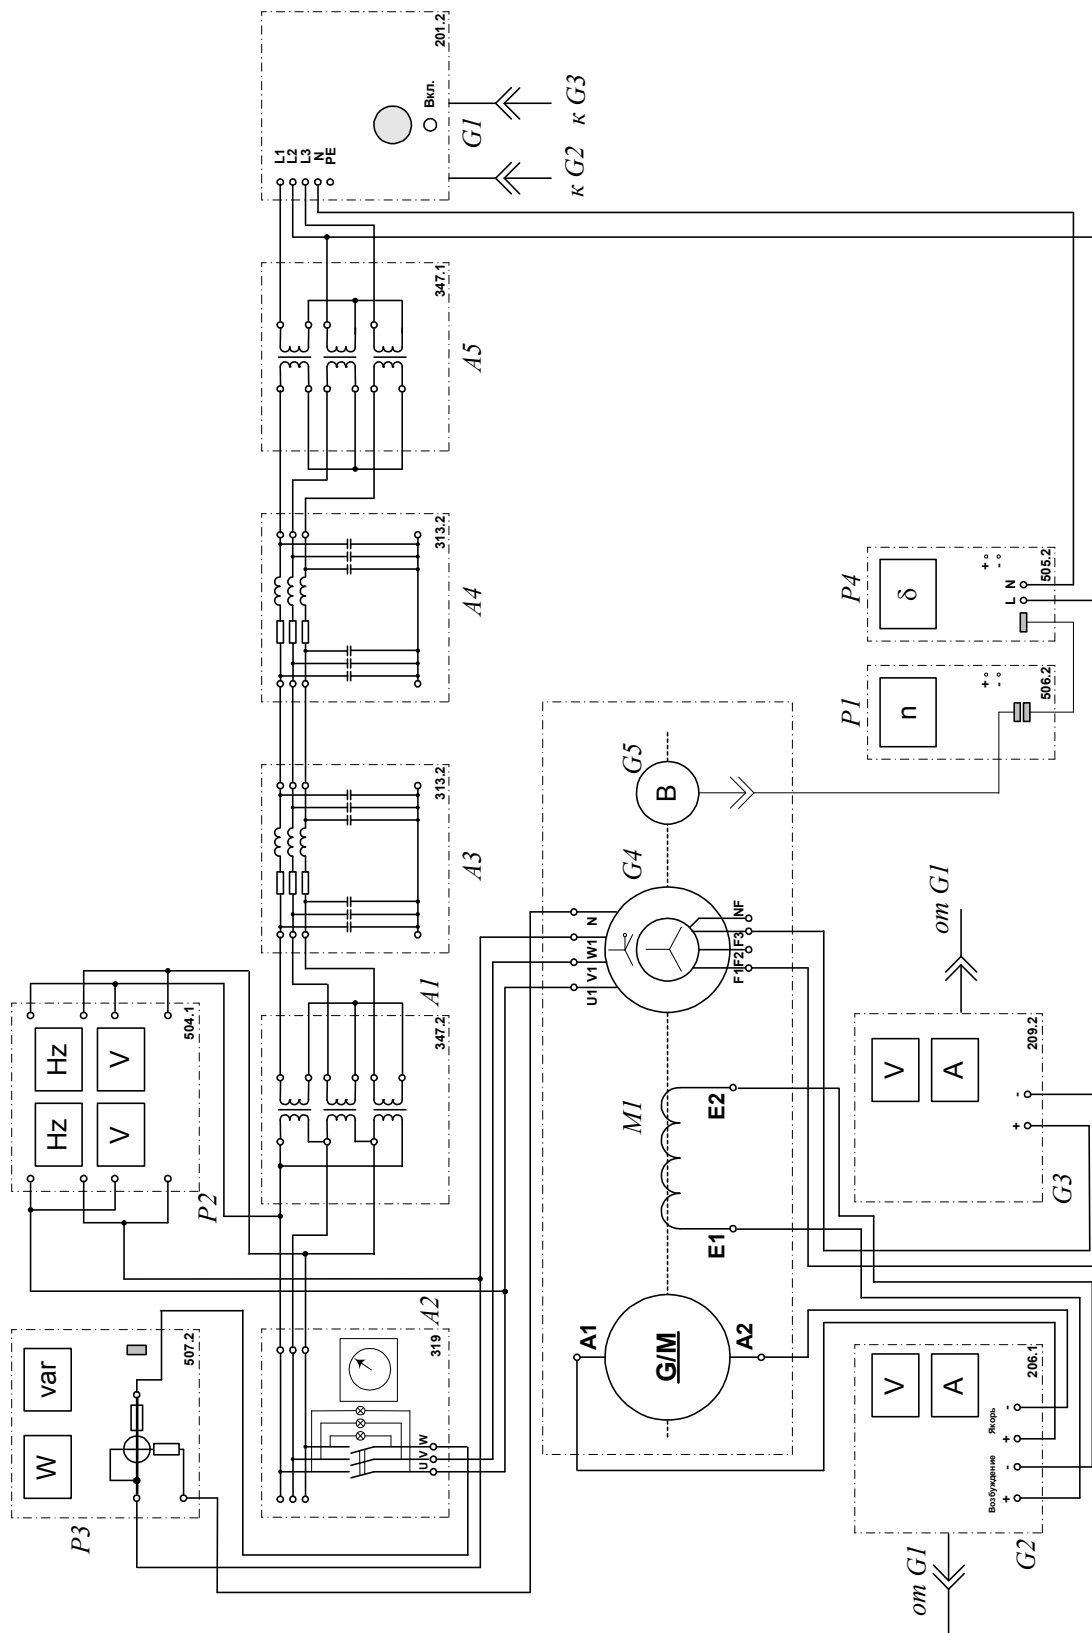 201.2
L1
L2
L3
N
PE
Вкл.
G1
к G2
к G3
347.1
A5
313.2
A4
313.2
A3
347.2
A1
Hz
Hz
V
V
504.1
P2
W
var
507.2
P3
319
A2
U
V
W
δ
+
-
L
N
505.2
P4
n
+
-
506.2
P1
B
G5
G4
N
W1
V1
U1
F1
F2
F3
NF
M1
E1
E2
G/M
A1
A2
V
A
209.2
+
-
G3
от G1
V
A
206.1
Возбуждение
Якорь
+
-
+
-
G2
от G1